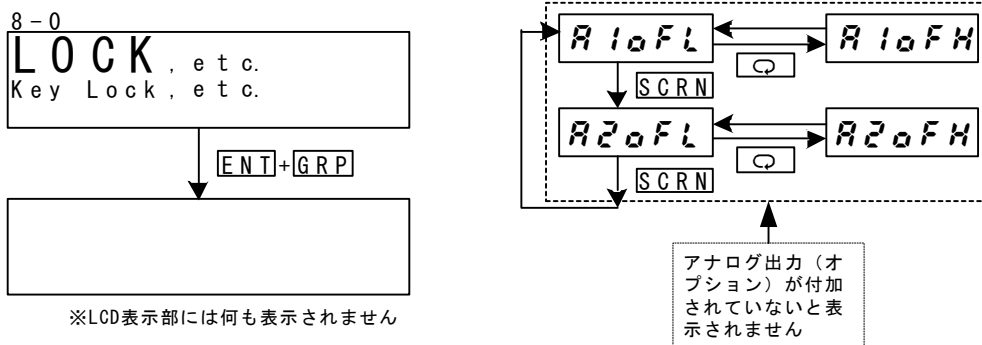 8-0
LOCK, etc.
Key Lock, etc.
ENT+GRP
※LCD表示部には何も表示されません
A1oFL
A1oFH
SCRN
A2oFL
A2oFH
SCRN
アナログ出力（オ
プション）が付加
されていないと表
示されません